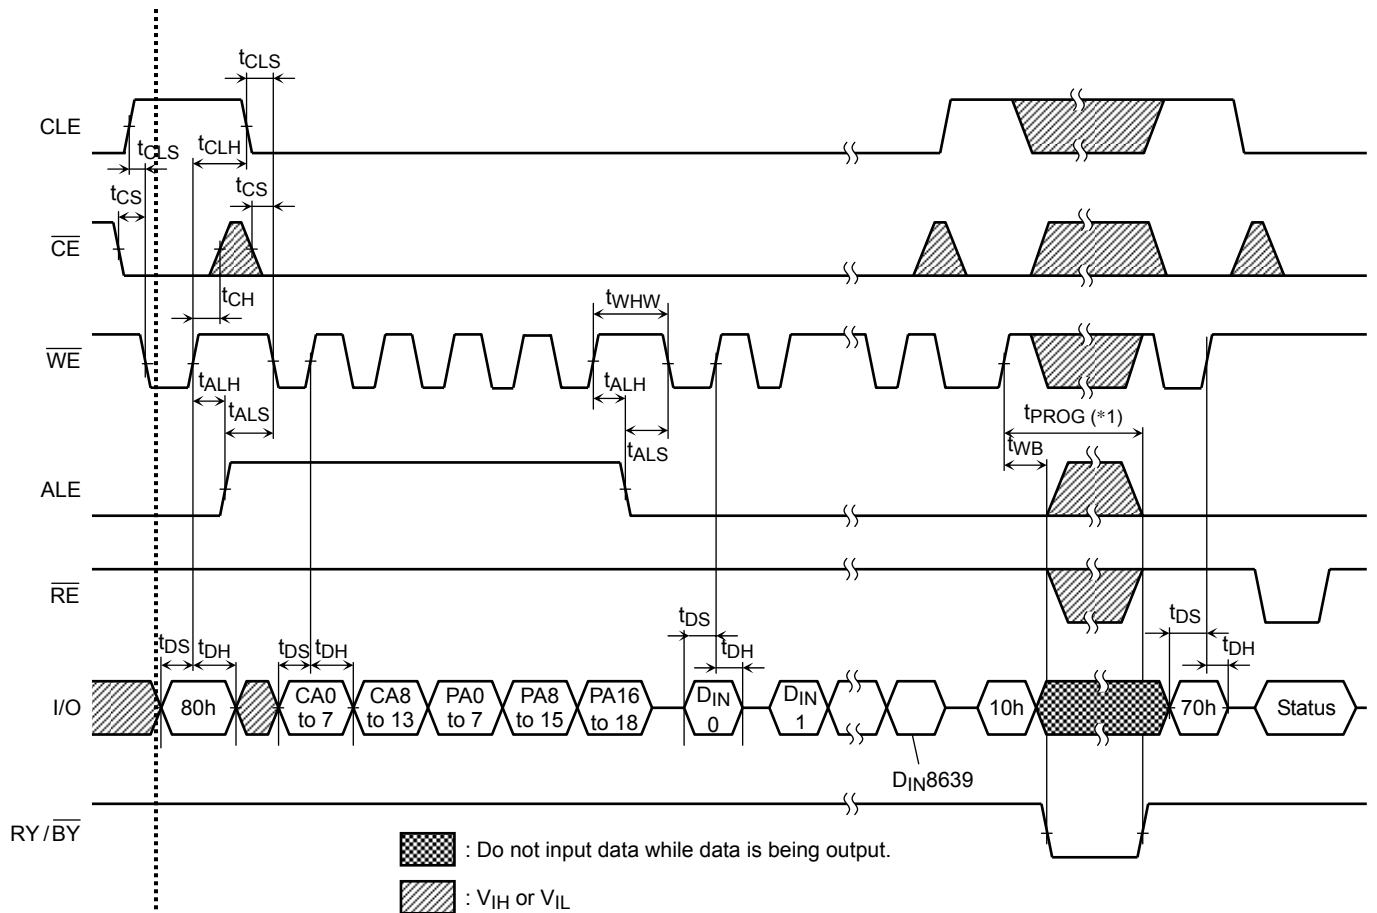 tCLS
CLE
tCLS
tCLH
tCS
tCS
CE
tCH
tWHW
WE
tALH
tALH
tALS
tPROG (*1)
tALS
tWB
ALE
RE
tDS
tDS
tDS
tDH
tDS
tDH
tDH
tDH
I/O
80h
CA0
to 7
CA8
to 13
PA0
to 7
PA8
to 15
PA16
to 18
DIN
0
DIN
1
10h
70h
Status
DIN8639
RY/BY
: Do not input data while data is being output.
: VIH or VIL